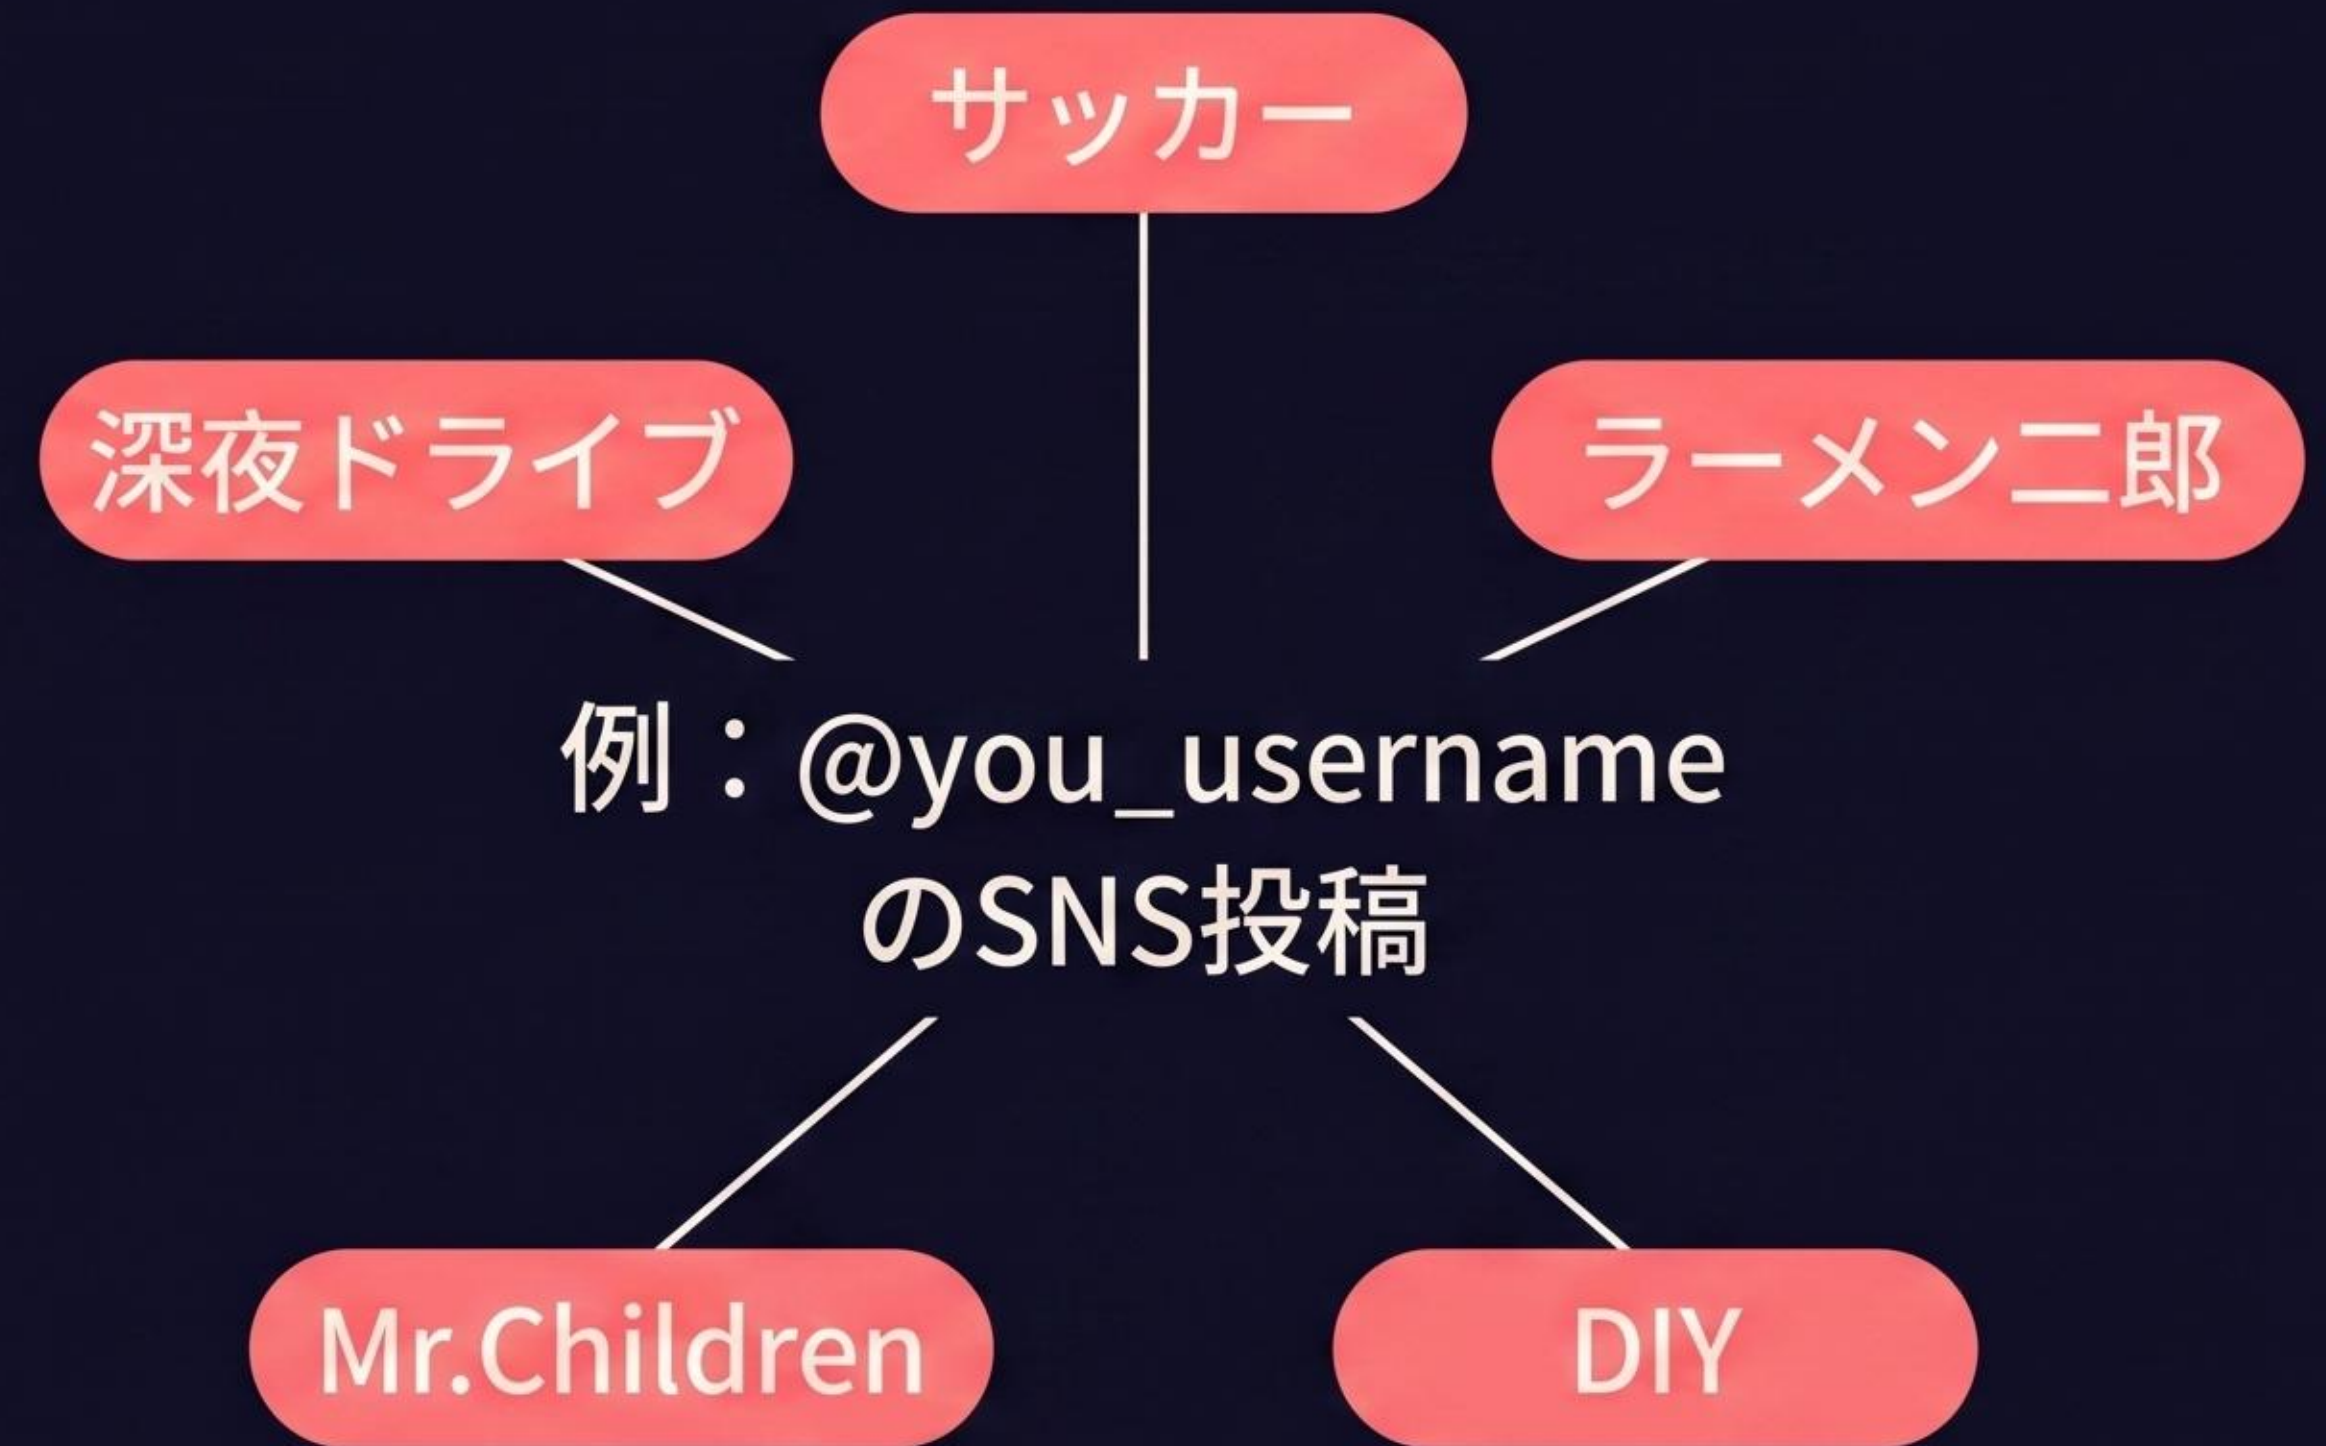 サッカー
深夜ドライブ
ラーメン二郎
例：@you_username
のSNS投稿
Mr.Children
DIY